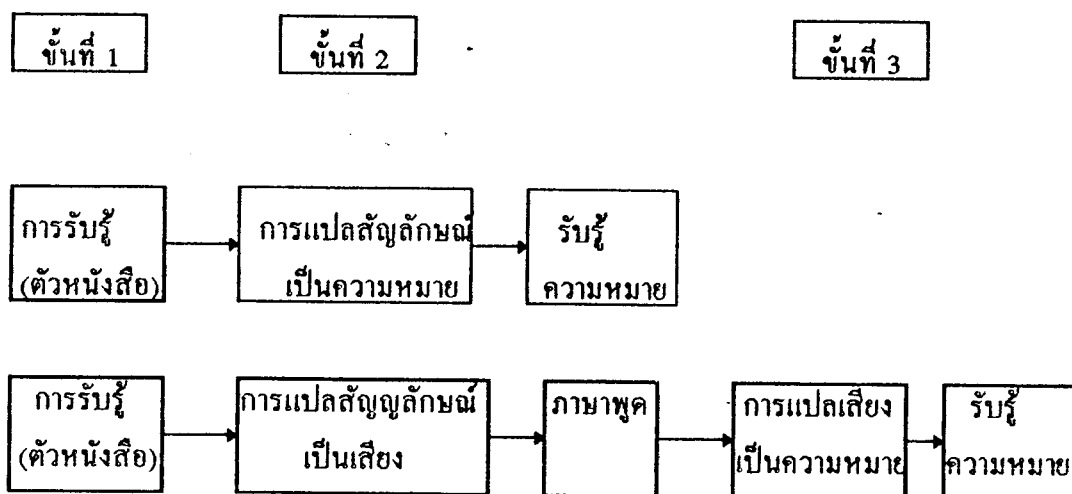 ขั้นที่ 1
ขั้นที่ 2
ขั้นที่ 3
การรับรู้
(ตัวหนังสือ)
การแปลสัญลักษณ์
เป็นความหมาย
รับรู้
ความหมาย
การรับรู้
(ตัวหนังสือ)
การแปลสัญญลักษณ์
เป็นเสียง
ภาษาพูด
การแปลเสียง
เป็นความหมาย
รับรู้
ความหมาย